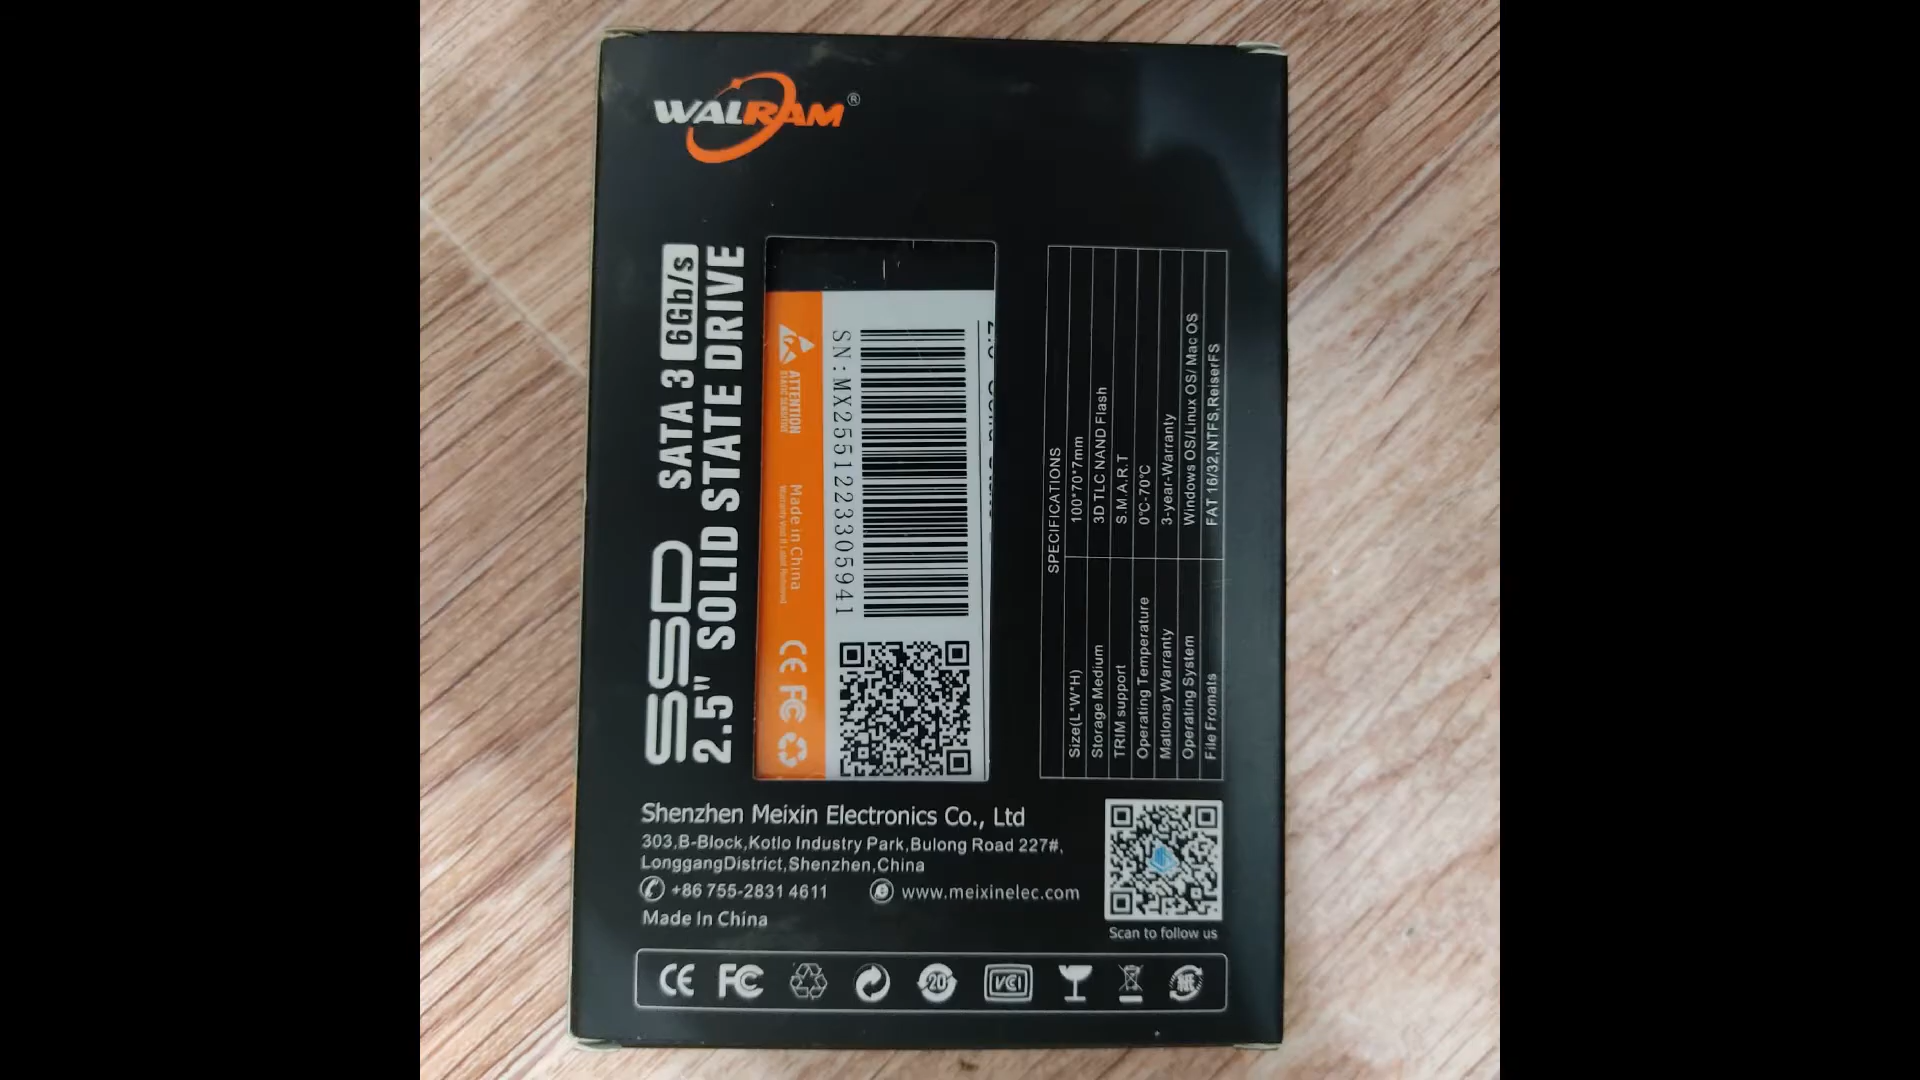 WALRAM®
SSD SATA 3 6Gb/s
2.5" SOLID STATE DRIVE
ATTENTION
STATIC SENSITIVE
Made in China
Warranty Void If Label Removed
CE FC
SN:MX2551223305941
SPECIFICATIONS
Size(L*W*H) 100*70*7mm
Storage Medium 3D TLC NAND Flash
TRIM support S.M.A.R.T
Operating Temperature 0℃-70℃
Matlonay Warranty 3-year-Warranty
Operating System Windows OS/Linux OS/ Mac OS
File Fromats FAT 16/32,NTFS,ReiserFS
Shenzhen Meixin Electronics Co., Ltd
303,B-Block,Kotlo Industry Park,Bulong Road 227#,
LonggangDistrict,Shenzhen,China
+86 755-2831 4611 www.meixinelec.com
Made In China
Scan to follow us
CE FC 20 VCI 紙